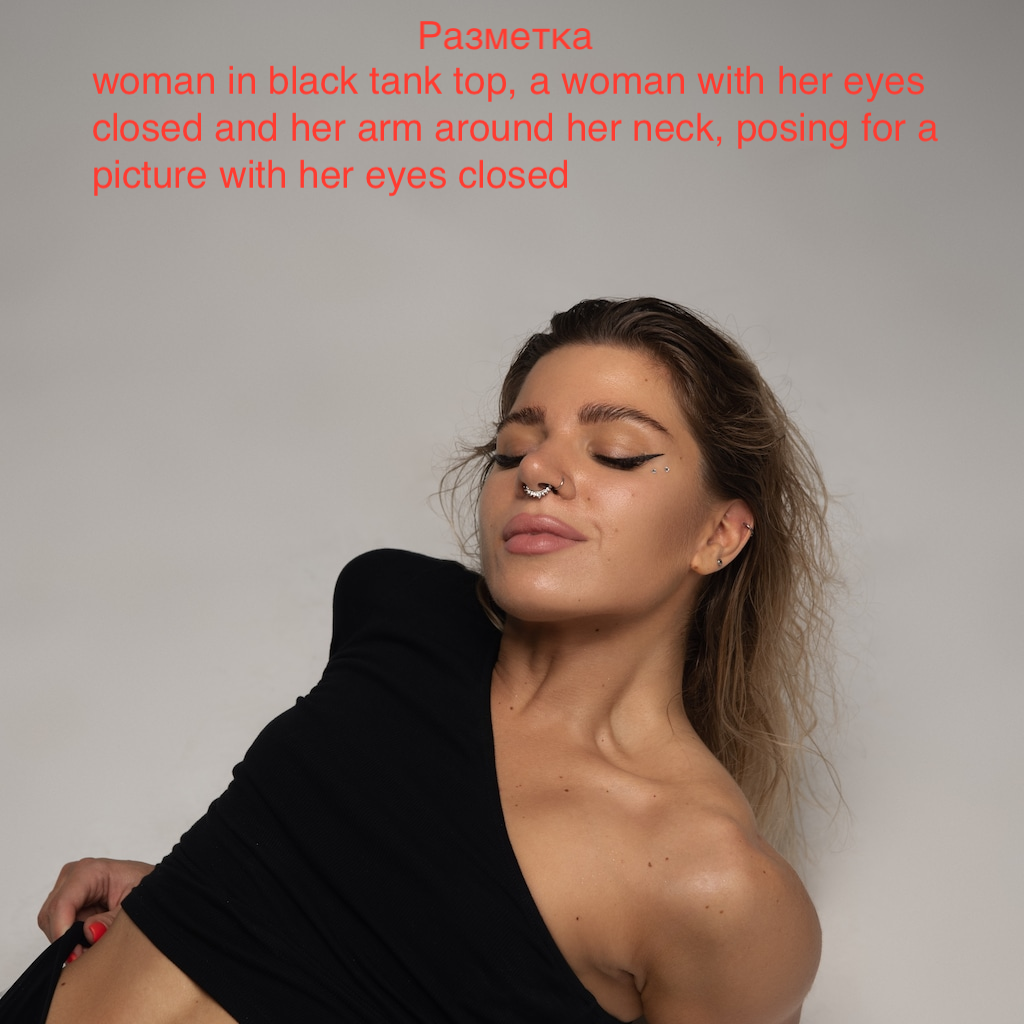 Разметка
woman in black tank top, a woman with her eyes
closed and her arm around her neck, posing for a
picture with her eyes closed